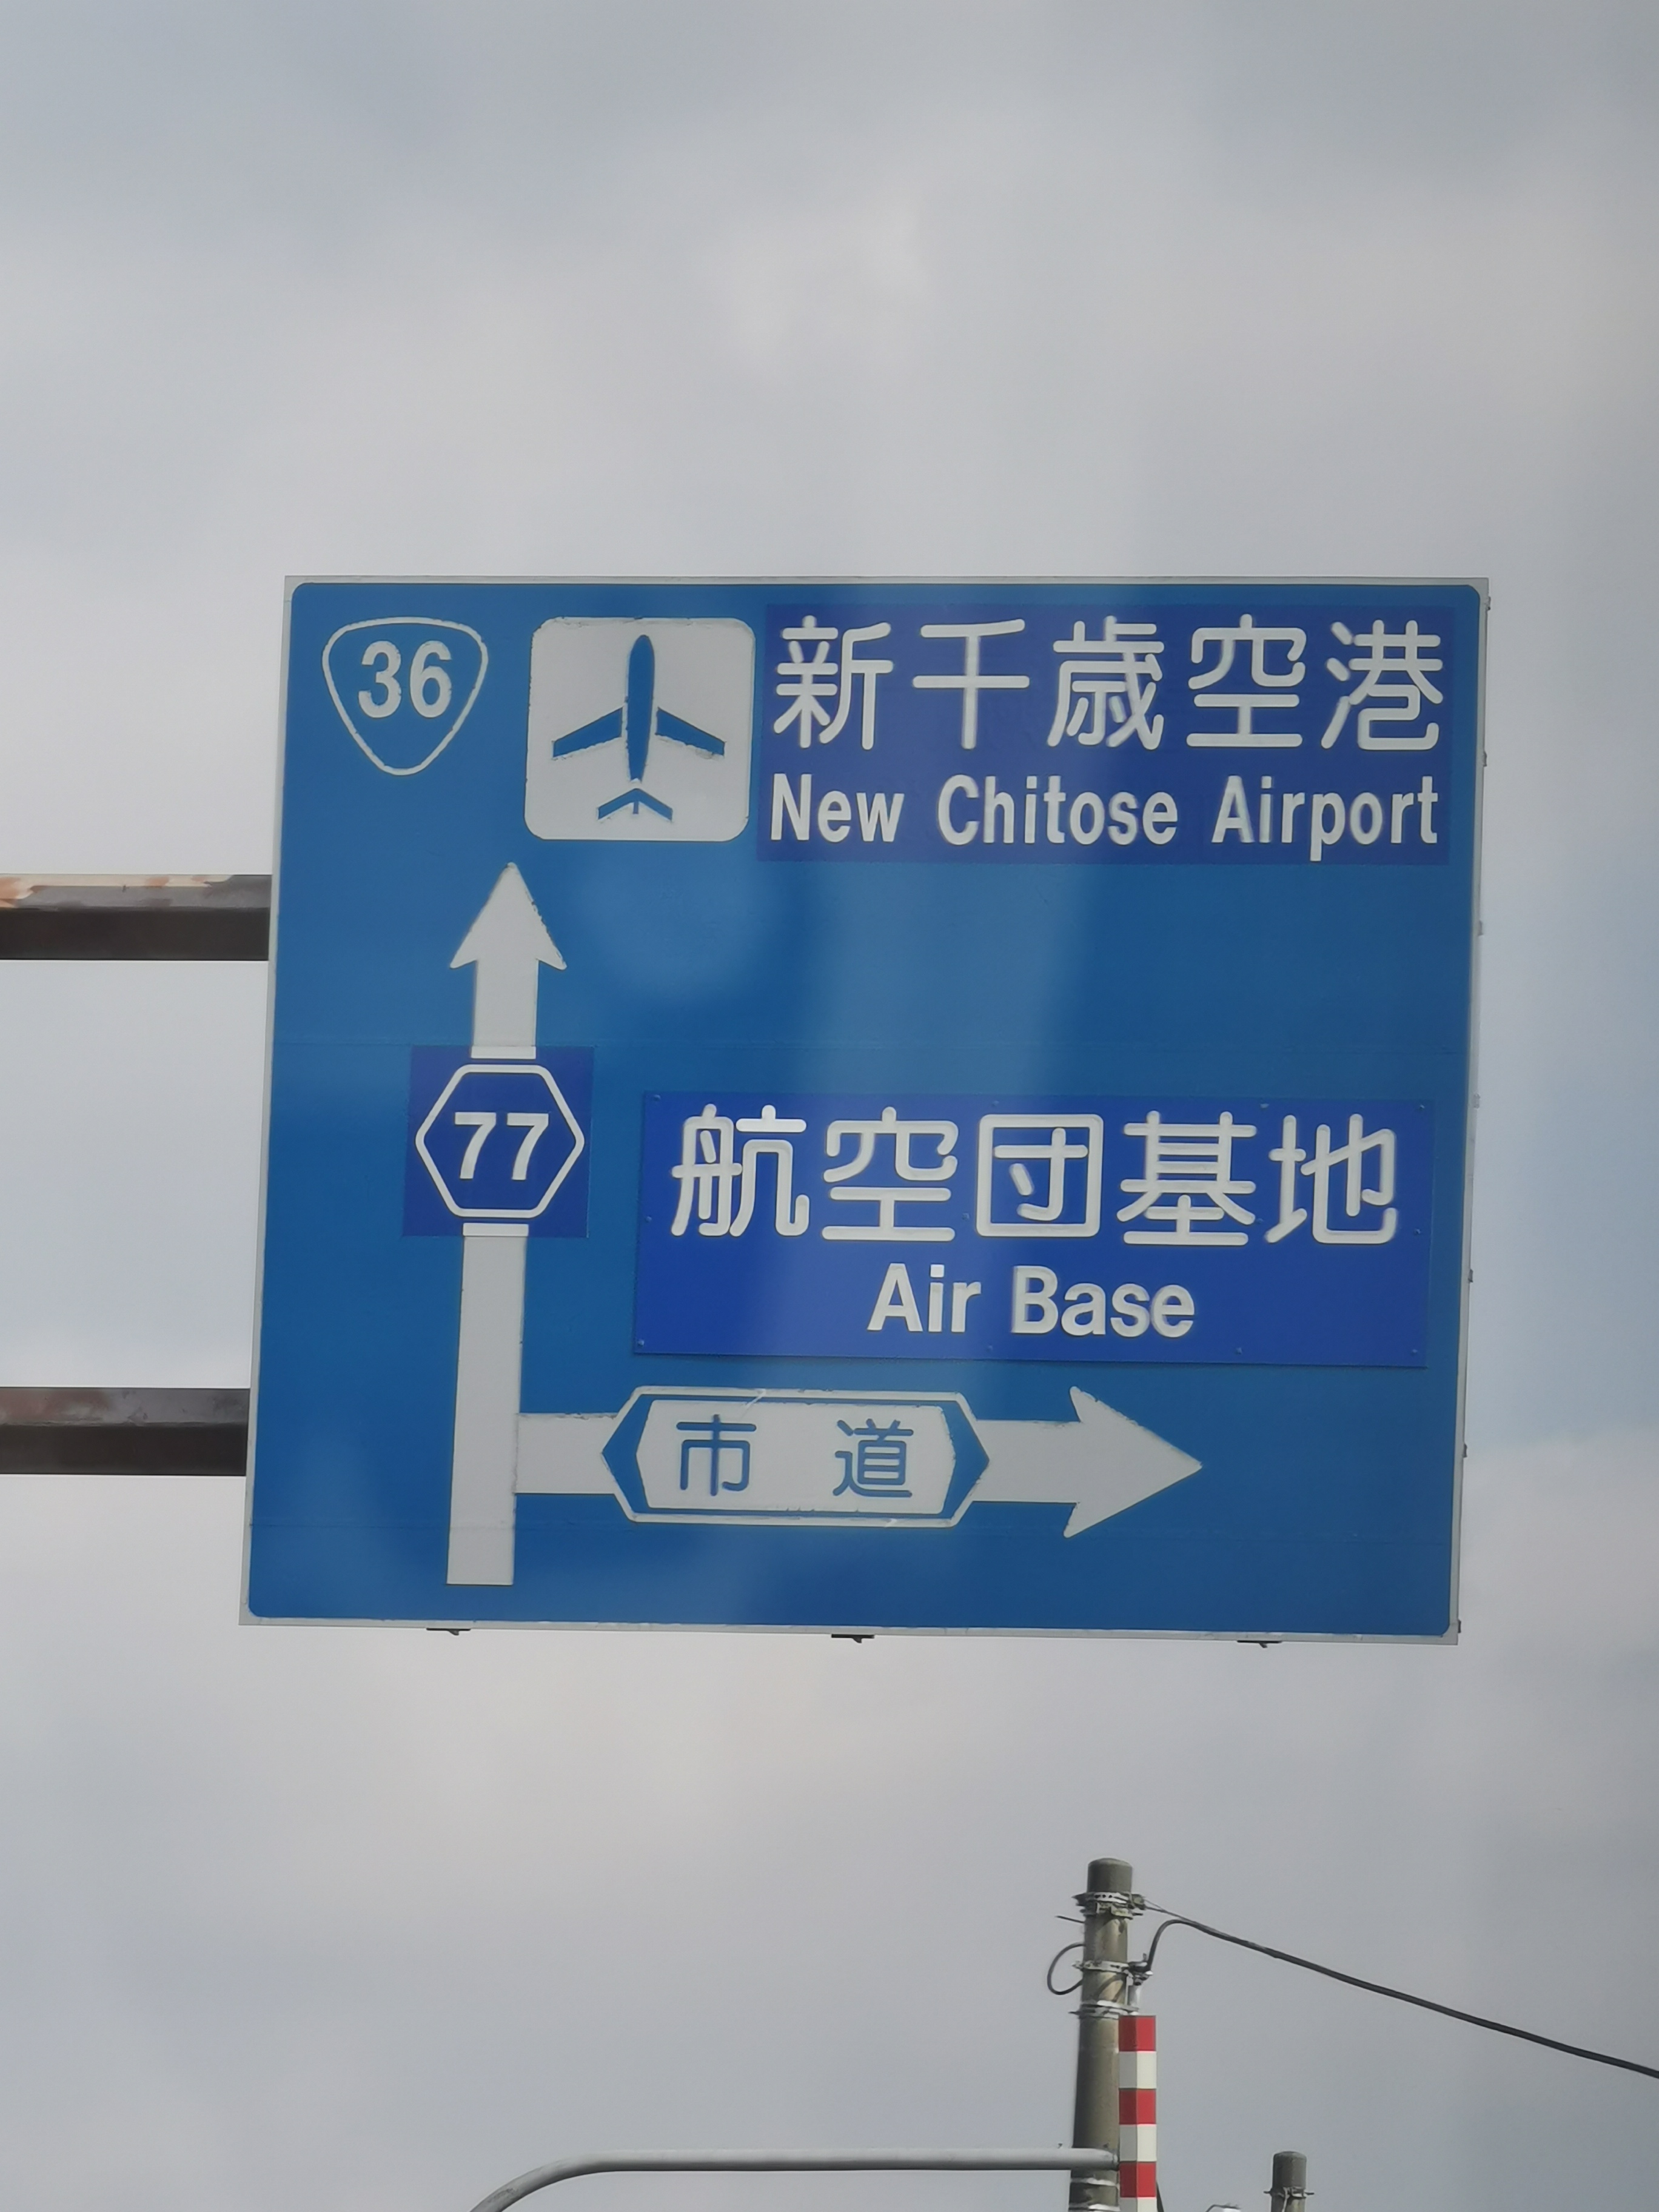 36
新千歳空港
New Chitose Airport
77
航空団基地
Air Base
市道